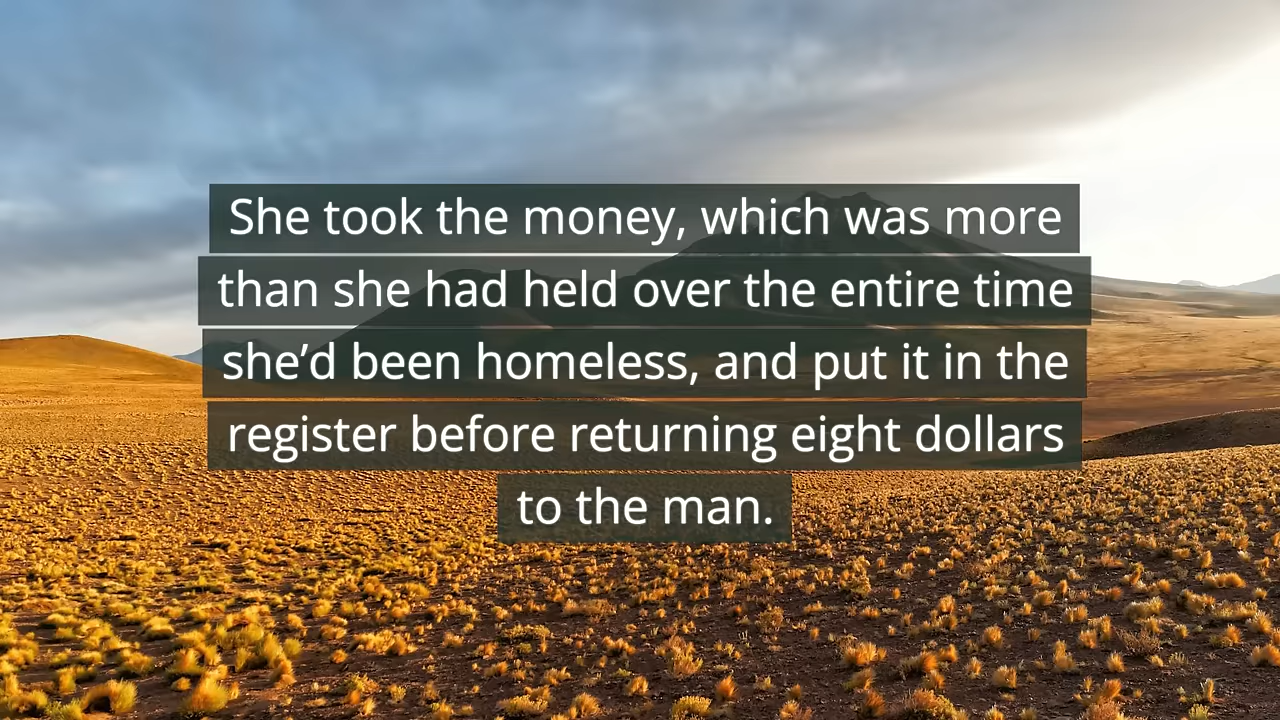 She took the money, which was more
than she had held over the entire time
she’d been homeless, and put it in the
register before returning eight dollars
to the man.